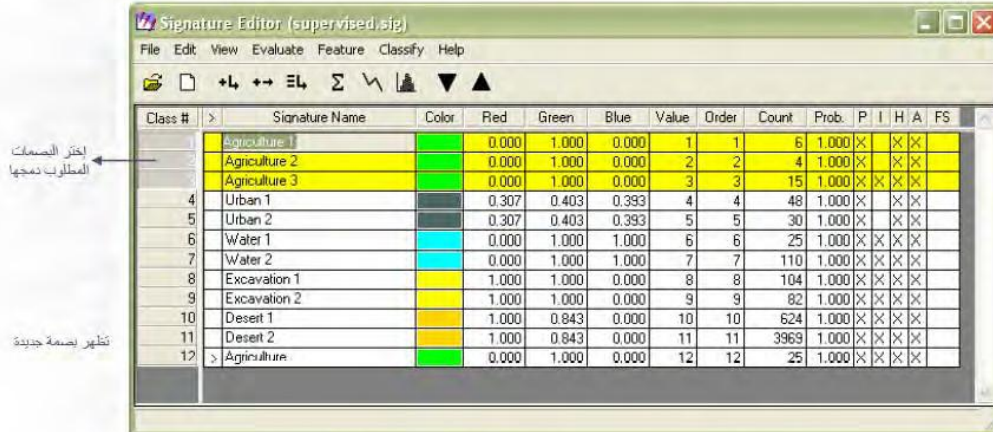 Signature Editor (supervised.sig)
File Edit View Evaluate Feature Classify Help
Σ
Class # > Signature Name Color Red Green Blue Value Order Count Prob. P I H A FS
1 Agriculture 1 0.000 1.000 0.000 1 1 6 1.000 X X X
2 Agriculture 2 0.000 1.000 0.000 2 2 4 1.000 X X X
3 Agriculture 3 0.000 1.000 0.000 3 3 15 1.000 X X X X
4 Urban 1 0.307 0.403 0.393 4 4 48 1.000 X X X
5 Urban 2 0.307 0.403 0.393 5 5 30 1.000 X X X
6 Water 1 0.000 1.000 1.000 6 6 25 1.000 X X X X
7 Water 2 0.000 1.000 1.000 7 7 110 1.000 X X X X
8 Excavation 1 1.000 1.000 0.000 8 8 104 1.000 X X X X
9 Excavation 2 1.000 1.000 0.000 9 9 82 1.000 X X X X
10 Desert 1 1.000 0.843 0.000 10 10 624 1.000 X X X X
11 Desert 2 1.000 0.843 0.000 11 11 3969 1.000 X X X X
12 > Agriculture 0.000 1.000 0.000 12 12 25 1.000 X X X X
إختر البصمات
المطلوب دمجها
تظهر بصمة جديدة